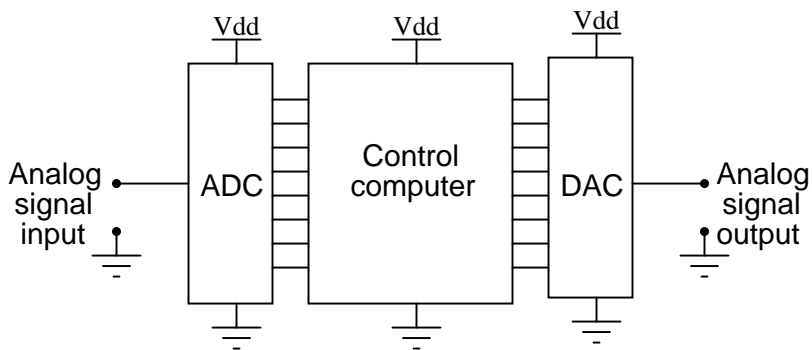 Vdd
Vdd
Vdd
Analog
signal
input
ADC
Control
computer
DAC
Analog
signal
output